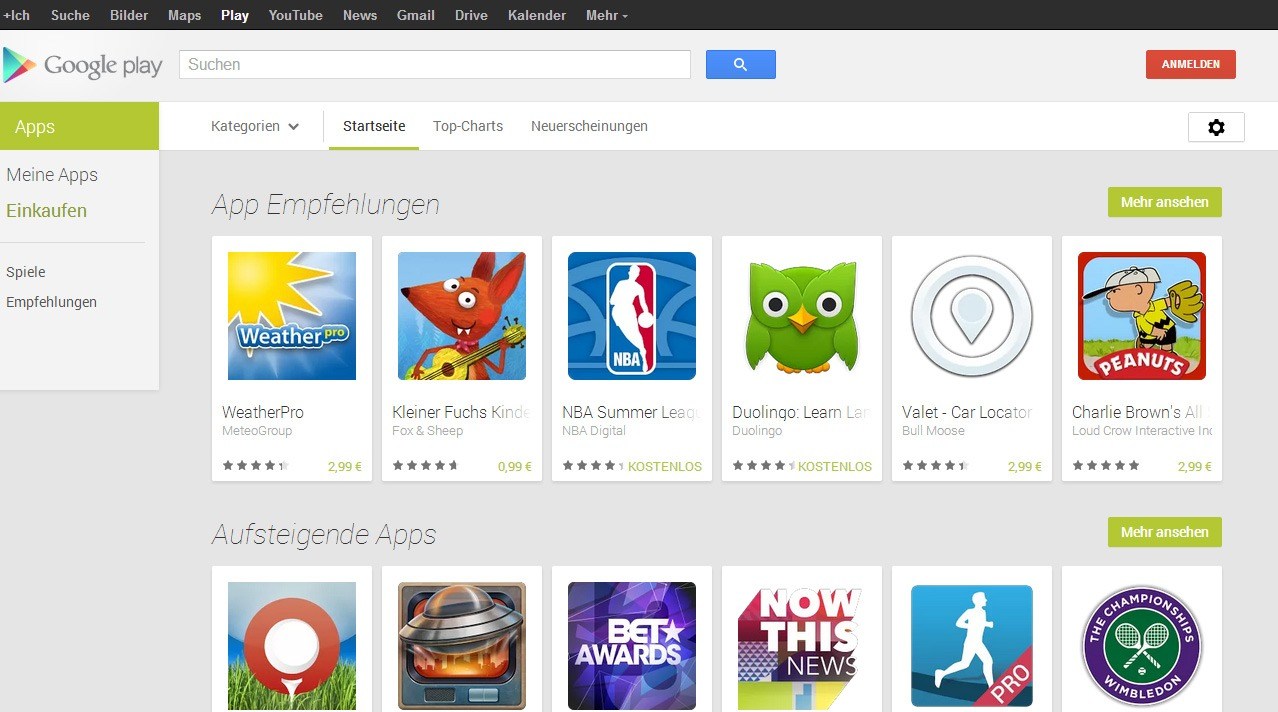 +Ich Suche Bilder Maps Play YouTube News Gmail Drive Kalender Mehr
Google play Suchen ANMELDEN
Apps Kategorien Startseite Top-Charts Neuerscheinungen
Meine Apps
Einkaufen
Spiele
Empfehlungen
App Empfehlungen Mehr ansehen
Weather pro
NBA
PEANUTS
WeatherPro Kleiner Fuchs Kinde NBA Summer Leag Duolingo: Learn Lan Valet - Car Locator Charlie Brown's All
MeteoGroup Fox & Sheep NBA Digital Duolingo Bull Moose Loud Crow Interactive Inc
2,99 € 0,99 € KOSTENLOS KOSTENLOS 2,99 € 2,99 €
Aufsteigende Apps Mehr ansehen
BET★
AWARDS
NOW
THIS
NEWS
PRO
THE CHAMPIONSHIPS
WIMBLEDON